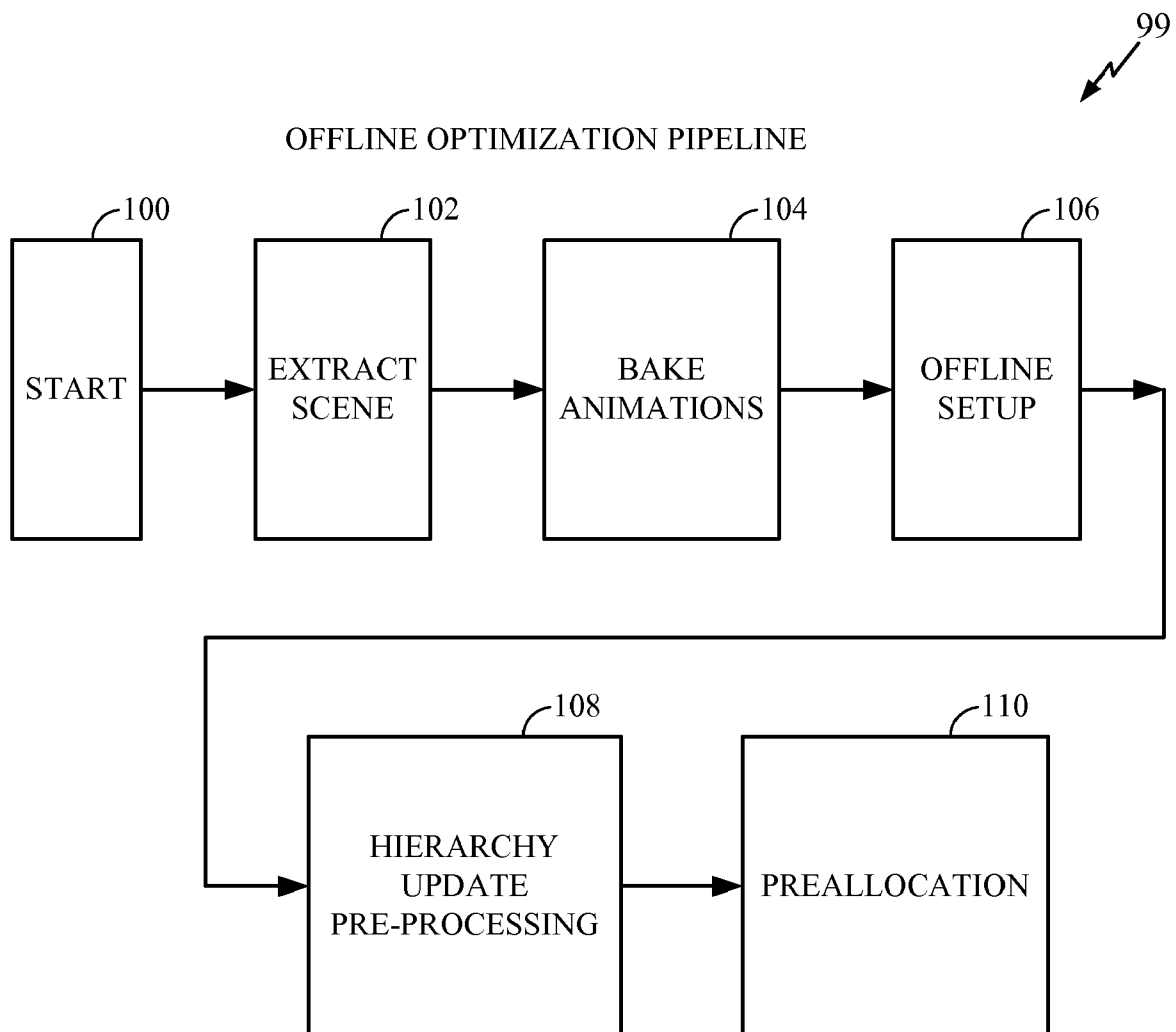 99
OFFLINE OPTIMIZATION PIPELINE
100
102
104
106
START
EXTRACT
SCENE
BAKE
ANIMATIONS
OFFLINE
SETUP
108
110
HIERARCHY
UPDATE
PRE-PROCESSING
PREALLOCATION